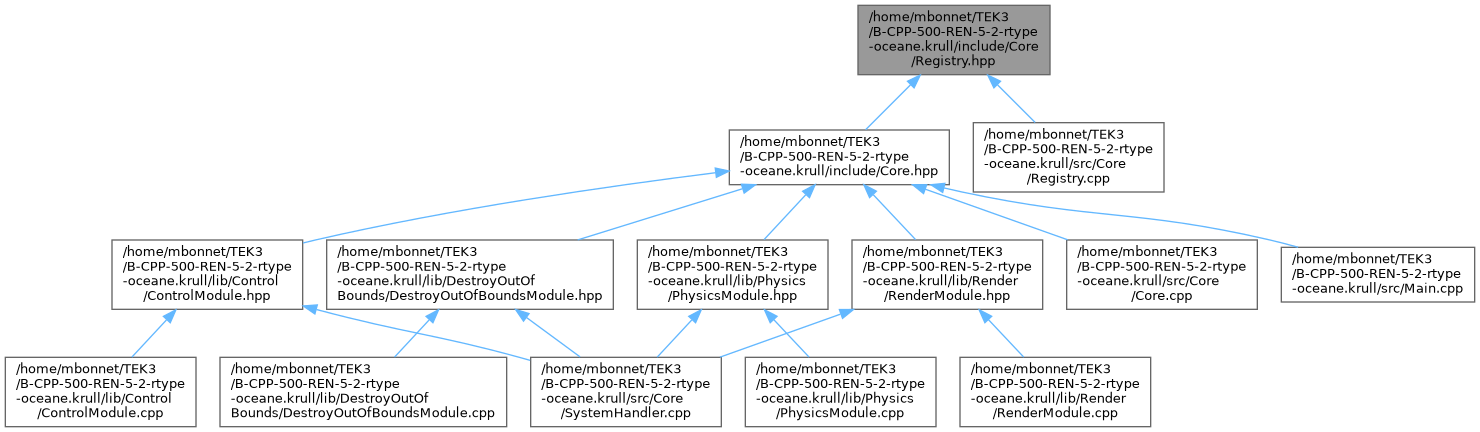 /home/mbonnet/TEK3
/B-CPP-500-REN-5-2-rtype
-oceane.krull/include/Core
/Registry.hpp
/home/mbonnet/TEK3
/B-CPP-500-REN-5-2-rtype
-oceane.krull/include/Core.hpp
/home/mbonnet/TEK3
/B-CPP-500-REN-5-2-rtype
-oceane.krull/src/Core
/Registry.cpp
/home/mbonnet/TEK3
/B-CPP-500-REN-5-2-rtype
-oceane.krull/lib/Control
/ControlModule.hpp
/home/mbonnet/TEK3
/B-CPP-500-REN-5-2-rtype
-oceane.krull/lib/DestroyOutOf
Bounds/DestroyOutOfBoundsModule.hpp
/home/mbonnet/TEK3
/B-CPP-500-REN-5-2-rtype
-oceane.krull/lib/Physics
/PhysicsModule.hpp
/home/mbonnet/TEK3
/B-CPP-500-REN-5-2-rtype
-oceane.krull/lib/Render
/RenderModule.hpp
/home/mbonnet/TEK3
/B-CPP-500-REN-5-2-rtype
-oceane.krull/src/Core
/Core.cpp
/home/mbonnet/TEK3
/B-CPP-500-REN-5-2-rtype
-oceane.krull/src/Main.cpp
/home/mbonnet/TEK3
/B-CPP-500-REN-5-2-rtype
-oceane.krull/lib/Control
/ControlModule.cpp
/home/mbonnet/TEK3
/B-CPP-500-REN-5-2-rtype
-oceane.krull/lib/DestroyOutOf
Bounds/DestroyOutOfBoundsModule.cpp
/home/mbonnet/TEK3
/B-CPP-500-REN-5-2-rtype
-oceane.krull/src/Core
/SystemHandler.cpp
/home/mbonnet/TEK3
/B-CPP-500-REN-5-2-rtype
-oceane.krull/lib/Physics
/PhysicsModule.cpp
/home/mbonnet/TEK3
/B-CPP-500-REN-5-2-rtype
-oceane.krull/lib/Render
/RenderModule.cpp